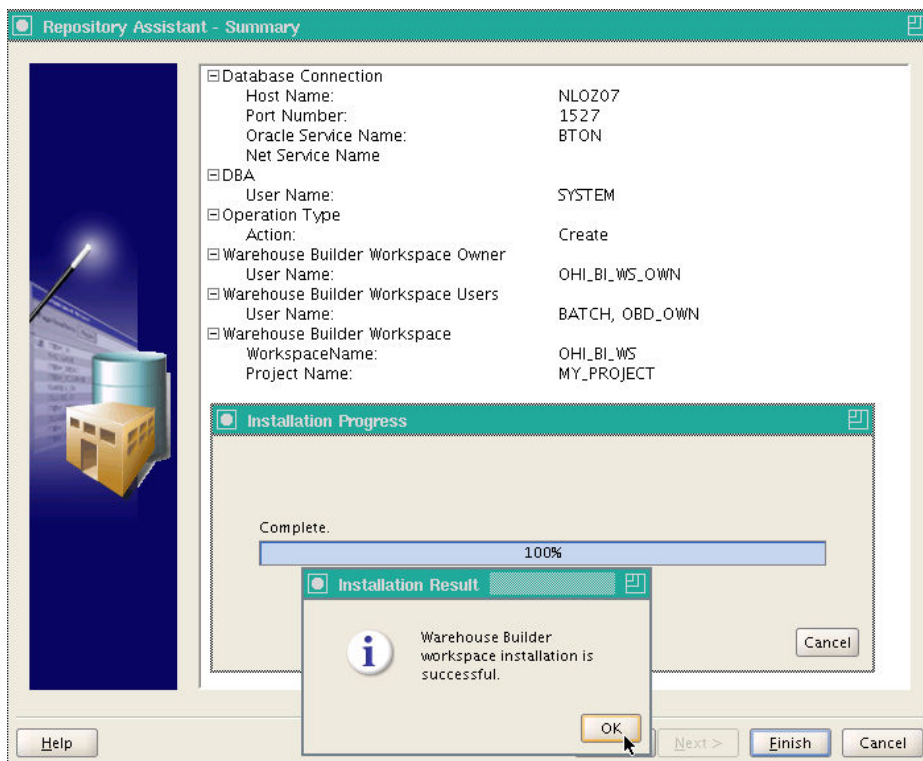 Repository Assistant - Summary
Database Connection
Host Name: NLOZ07
Port Number: 1527
Oracle Service Name: BTON
Net Service Name
DBA
User Name: SYSTEM
Operation Type
Action: Create
Warehouse Builder Workspace Owner
User Name: OHI_BI_WS_OWN
Warehouse Builder Workspace Users
User Name: BATCH, OBD_OWN
Warehouse Builder Workspace
WorkspaceName: OHI_BI_WS
Project Name: MY_PROJECT
Installation Progress
Complete.
100%
Installation Result
Warehouse Builder
workspace installation is
successful.
OK
Cancel
Help
Next >
Finish
Cancel